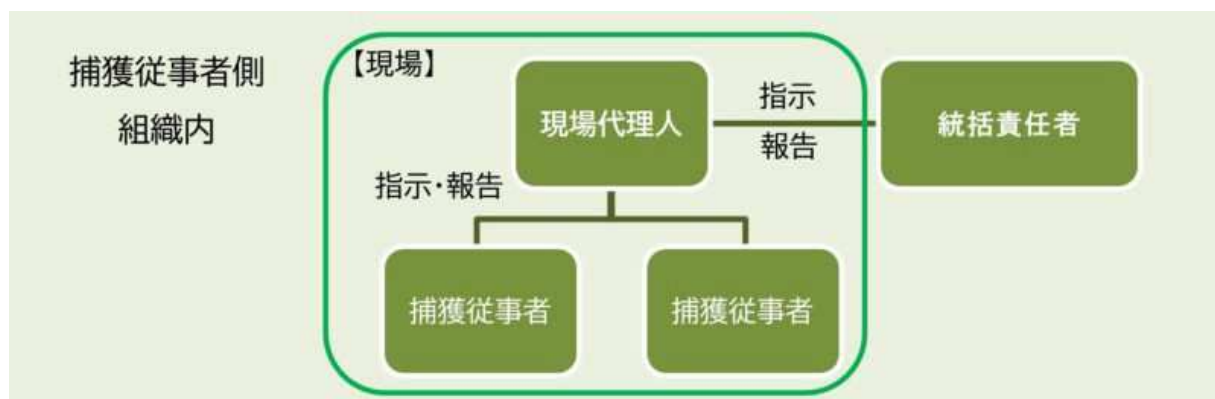 捕獲従事者側
組織内
【現場】
現場代理人
指示
報告
統括責任者
指示・報告
捕獲従事者
捕獲従事者